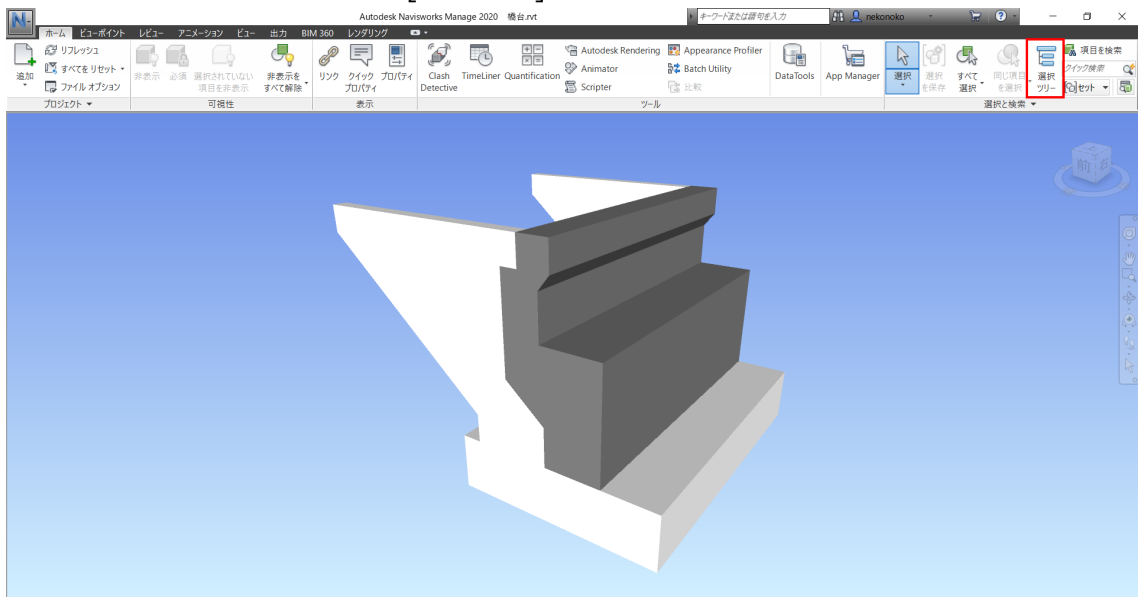 Autodesk Navisworks Manage 2020 橋台.rvt
キーワードまたは語句を入力
nekonoko
ホーム ビューポイント レビュー アニメーション ビュー 出力 BIM 360 レンダリング
追加
リフレッシュ
すべてをリセット
ファイル オプション
プロジェクト
非表示
必須
選択されていない
項目を非表示
非表示を
すべて解除
可視性
リンク
クイック
プロパティ
プロパティ
表示
Clash
Detective
TimeLiner
Quantification
Autodesk Rendering
Animator
Scripter
Appearance Profiler
Batch Utility
比較
DataTools
App Manager
ツール
選択
選択
を保存
すべて
選択
同じ項目
を選択
選択
ツリー
項目を検索
クイック検索
セット
選択と検索
前